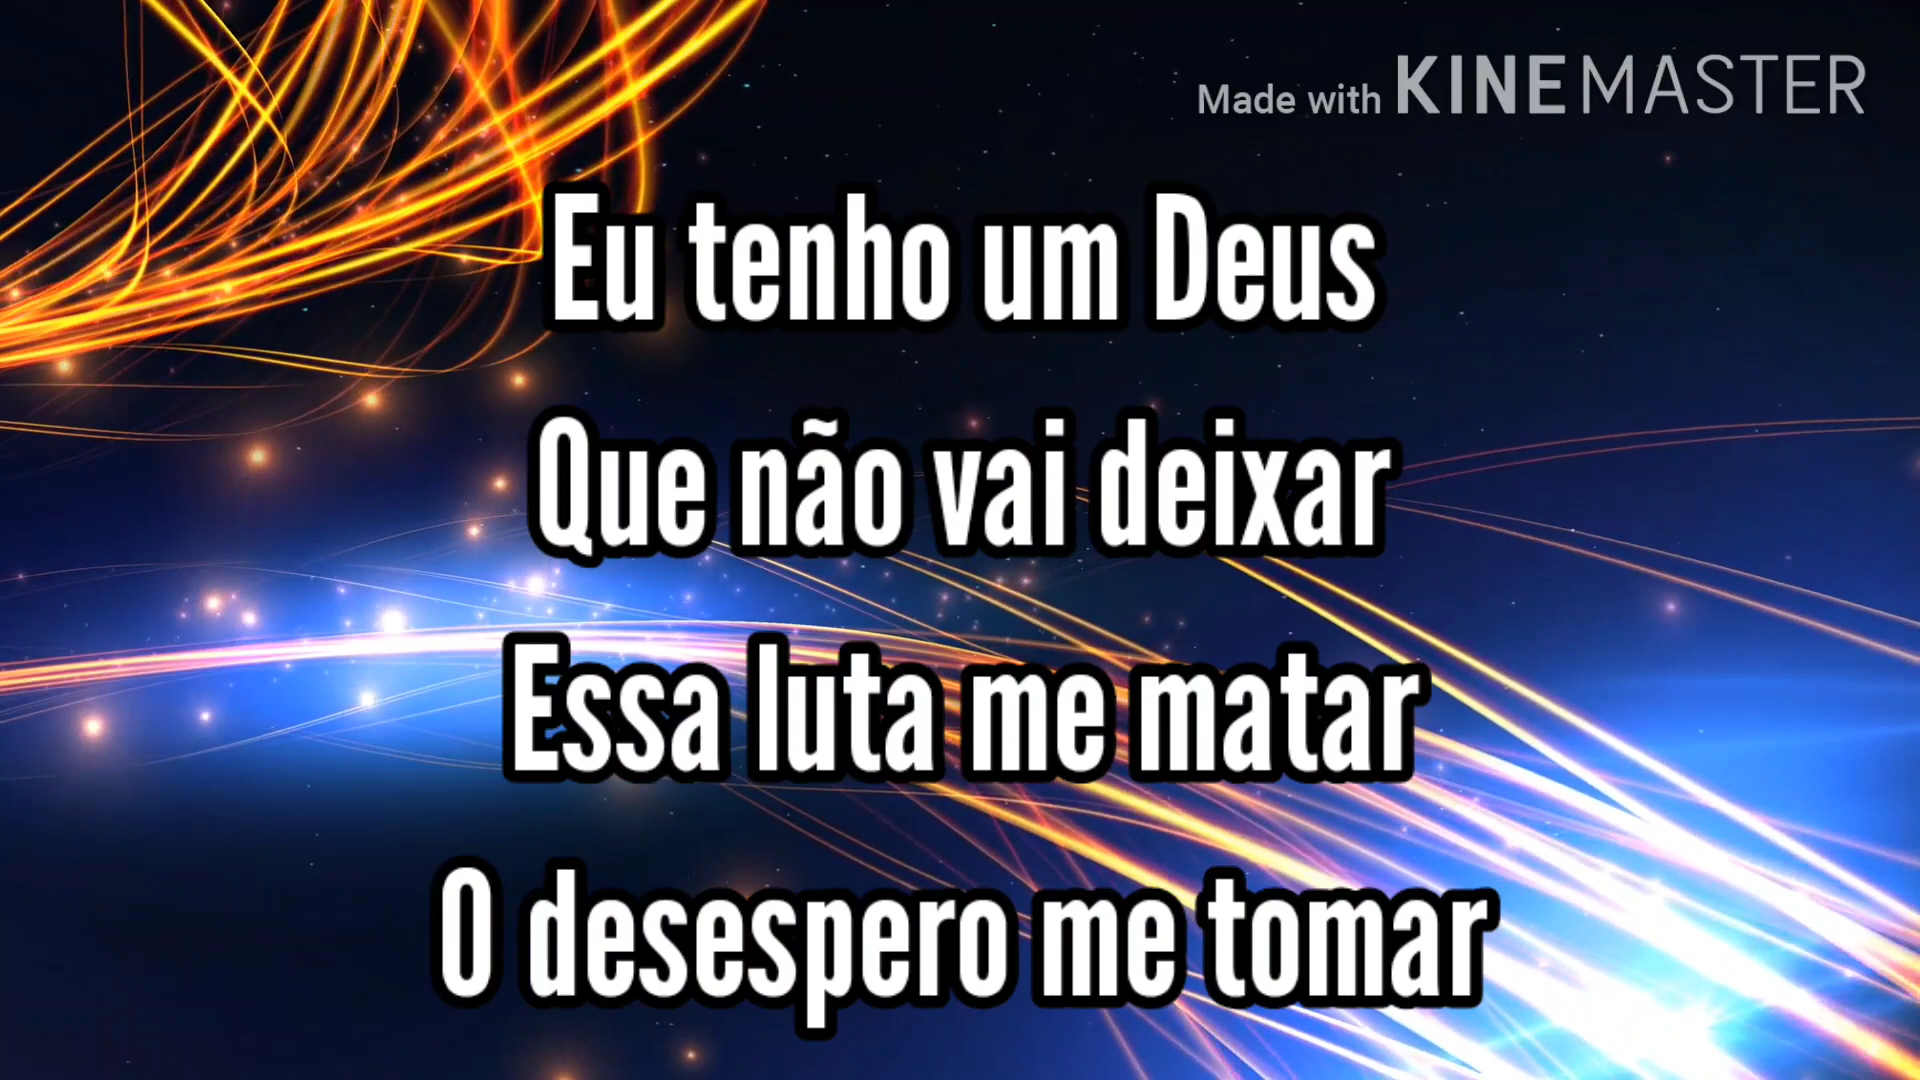 Made with KINEMASTER
Eu tenho um Deus
Que não vai deixar
Essa luta me matar
O desespero me tomar